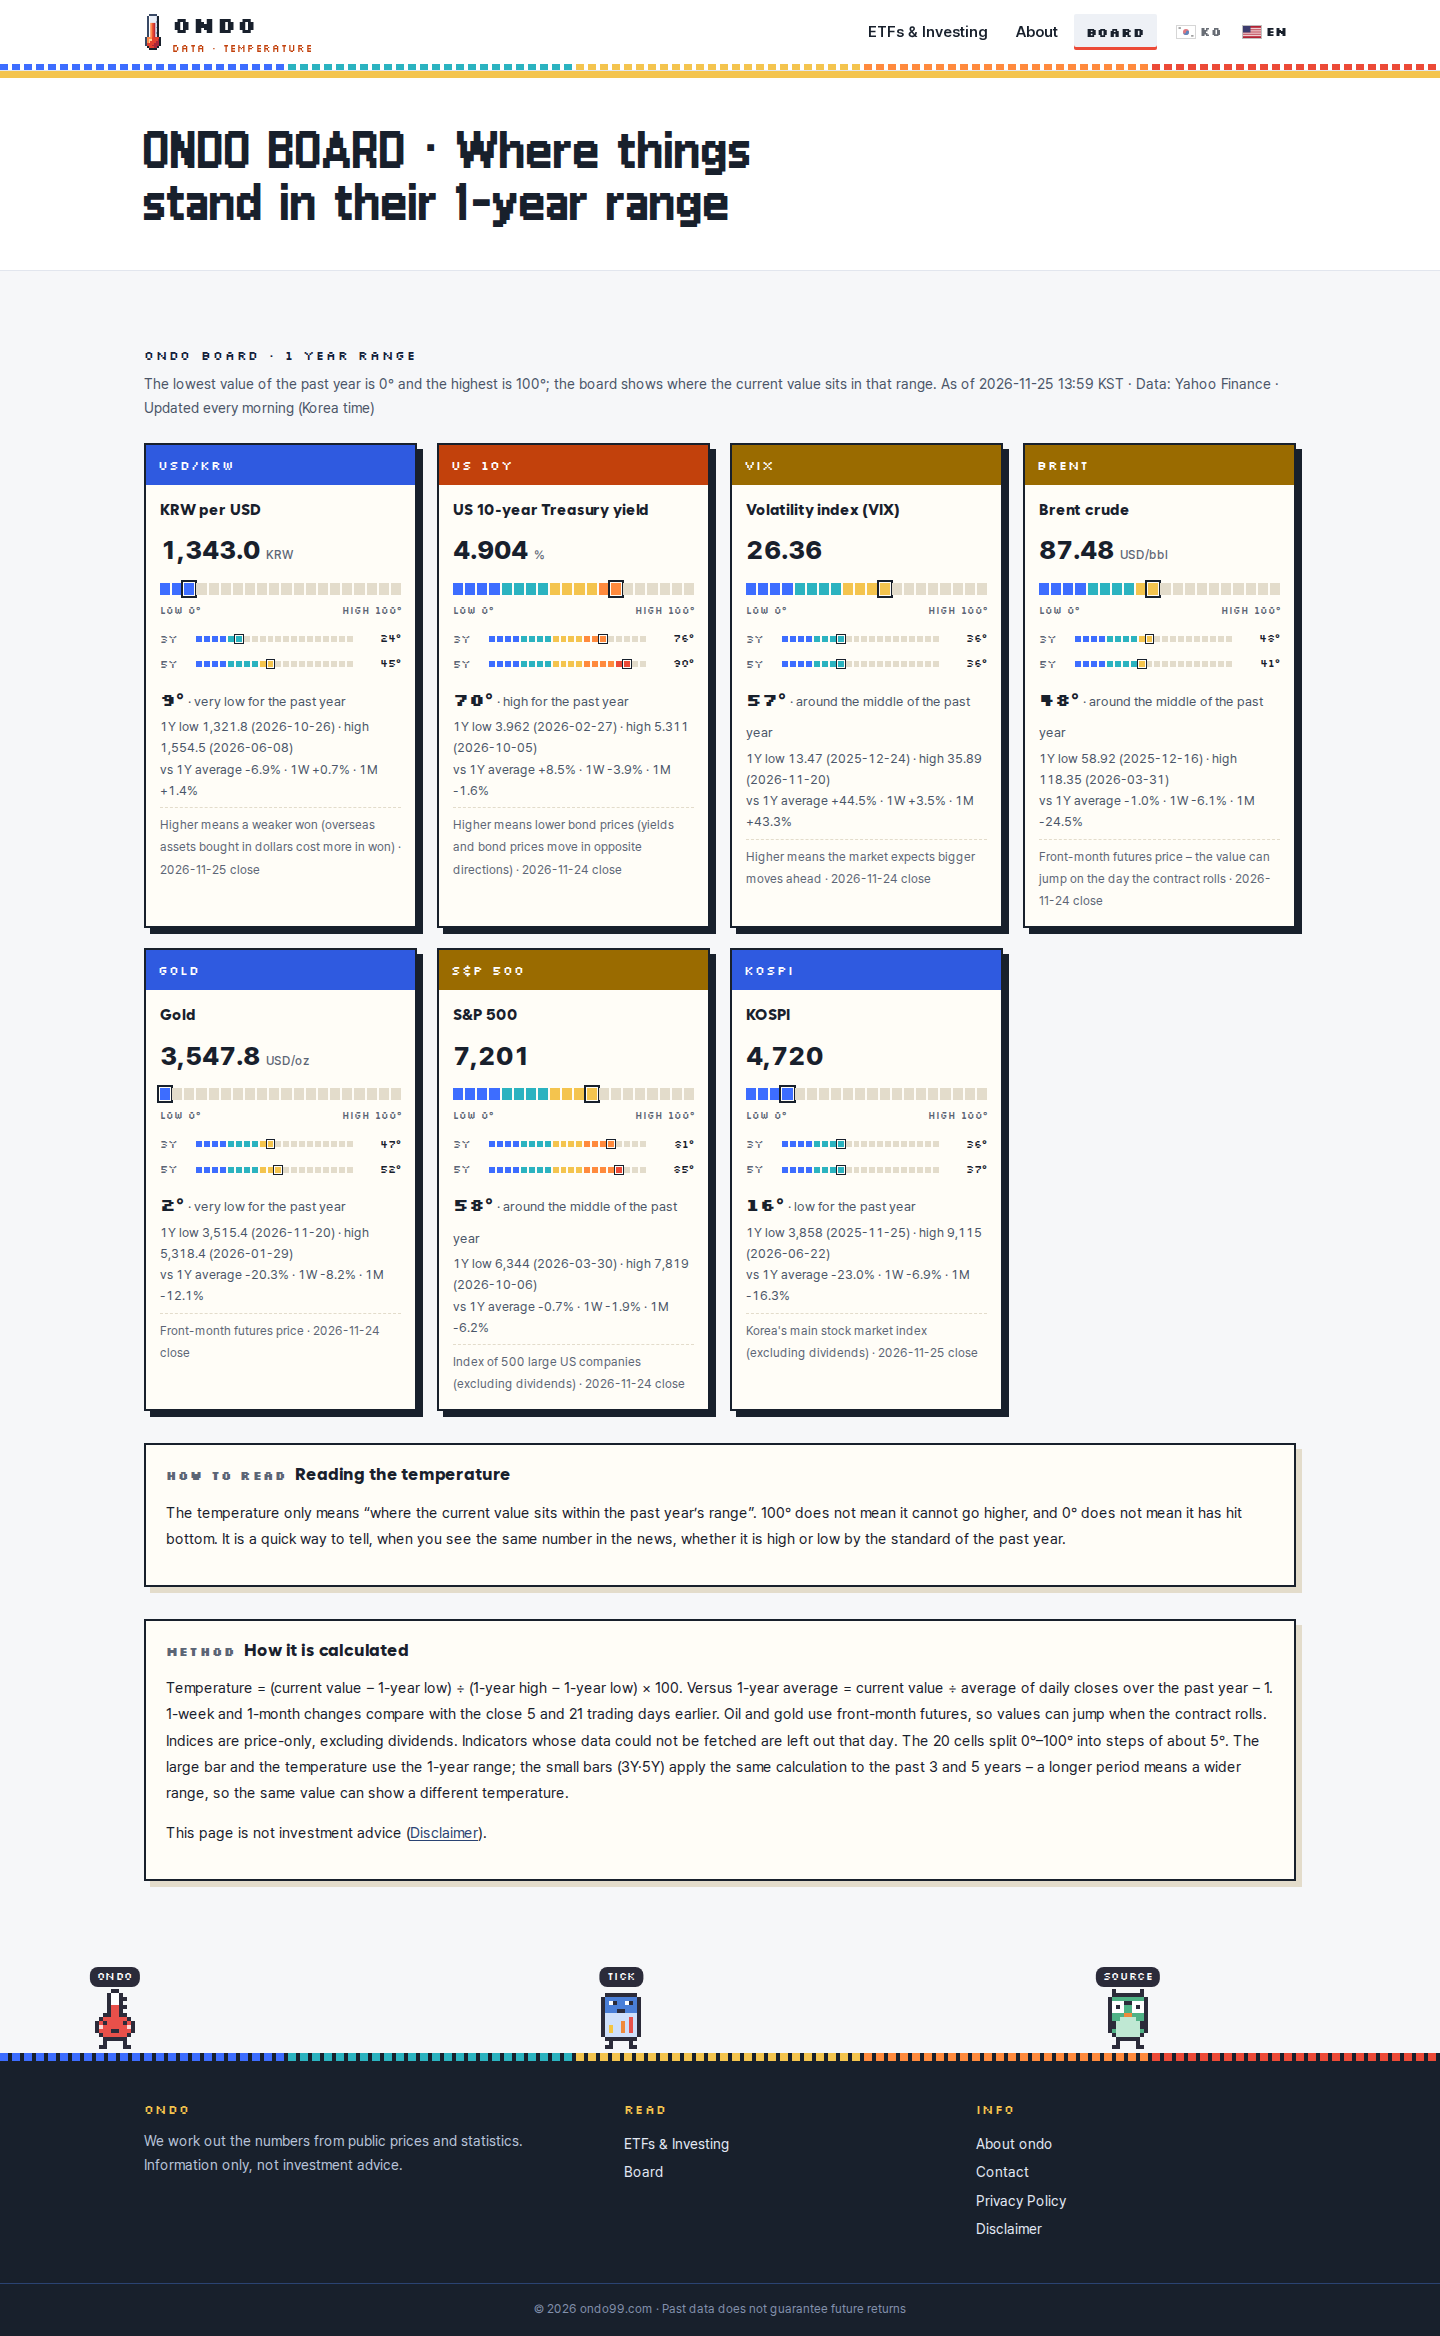 ONDO
DATA · TEMPERATURE
ETFs & Investing
About
BOARD
KO
EN
ONDO BOARD · Where things
stand in their 1-year range
ONDO BOARD · 1 YEAR RANGE
The lowest value of the past year is 0° and the highest is 100°; the board shows where the current value sits in that range. As of 2026-11-25 13:59 KST · Data: Yahoo Finance ·
Updated every morning (Korea time)
USD/KRW
KRW per USD
1,343.0 KRW
LOW 0° HIGH 100°
3Y 24°
5Y 45°
9° · very low for the past year
1Y low 1,321.8 (2026-10-26) · high
1,554.5 (2026-06-08)
vs 1Y average -6.9% · 1W +0.7% · 1M
+1.4%
Higher means a weaker won (overseas
assets bought in dollars cost more in won) ·
2026-11-25 close
US 10Y
US 10-year Treasury yield
4.904 %
LOW 0° HIGH 100°
3Y 76°
5Y 90°
70° · high for the past year
1Y low 3.962 (2026-02-27) · high 5.311
(2026-10-05)
vs 1Y average +8.5% · 1W -3.9% · 1M
-1.6%
Higher means lower bond prices (yields
and bond prices move in opposite
directions) · 2026-11-24 close
VIX
Volatility index (VIX)
26.36
LOW 0° HIGH 100°
3Y 36°
5Y 36°
57° · around the middle of the past
year
1Y low 13.47 (2025-12-24) · high 35.89
(2026-11-20)
vs 1Y average +44.5% · 1W +3.5% · 1M
+43.3%
Higher means the market expects bigger
moves ahead · 2026-11-24 close
BRENT
Brent crude
87.48 USD/bbl
LOW 0° HIGH 100°
3Y 48°
5Y 41°
48° · around the middle of the past
year
1Y low 58.92 (2025-12-16) · high
118.35 (2026-03-31)
vs 1Y average -1.0% · 1W -6.1% · 1M
-24.5%
Front-month futures price – the value can
jump on the day the contract rolls · 2026-
11-24 close
GOLD
Gold
3,547.8 USD/oz
LOW 0° HIGH 100°
3Y 47°
5Y 52°
2° · very low for the past year
1Y low 3,515.4 (2026-11-20) · high
5,318.4 (2026-01-29)
vs 1Y average -20.3% · 1W -8.2% · 1M
-12.1%
Front-month futures price · 2026-11-24
close
S&P 500
S&P 500
7,201
LOW 0° HIGH 100°
3Y 81°
5Y 85°
58° · around the middle of the past
year
1Y low 6,344 (2026-03-30) · high 7,819
(2026-10-06)
vs 1Y average -0.7% · 1W -1.9% · 1M
-6.2%
Index of 500 large US companies
(excluding dividends) · 2026-11-24 close
KOSPI
KOSPI
4,720
LOW 0° HIGH 100°
3Y 36°
5Y 37°
16° · low for the past year
1Y low 3,858 (2025-11-25) · high 9,115
(2026-06-22)
vs 1Y average -23.0% · 1W -6.9% · 1M
-16.3%
Korea's main stock market index
(excluding dividends) · 2026-11-25 close
HOW TO READ Reading the temperature
The temperature only means “where the current value sits within the past year’s range”. 100° does not mean it cannot go higher, and 0° does not mean it has hit
bottom. It is a quick way to tell, when you see the same number in the news, whether it is high or low by the standard of the past year.
METHOD How it is calculated
Temperature = (current value – 1-year low) ÷ (1-year high – 1-year low) × 100. Versus 1-year average = current value ÷ average of daily closes over the past year – 1.
1-week and 1-month changes compare with the close 5 and 21 trading days earlier. Oil and gold use front-month futures, so values can jump when the contract rolls.
Indices are price-only, excluding dividends. Indicators whose data could not be fetched are left out that day. The 20 cells split 0°–100° into steps of about 5°. The
large bar and the temperature use the 1-year range; the small bars (3Y·5Y) apply the same calculation to the past 3 and 5 years – a longer period means a wider
range, so the same value can show a different temperature.
This page is not investment advice (Disclaimer).
ONDO
TICK
SOURCE
ONDO
We work out the numbers from public prices and statistics.
Information only, not investment advice.
READ
ETFs & Investing
Board
INFO
About ondo
Contact
Privacy Policy
Disclaimer
© 2026 ondo99.com · Past data does not guarantee future returns